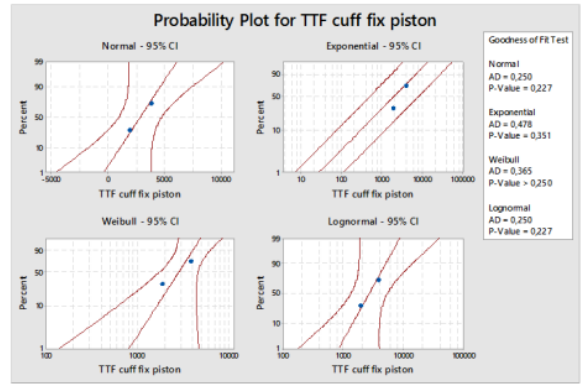 Probability Plot for TTF cuff fix piston
Normal - 95% CI
99
90
50
10
1
Percent
-5000 0 5000 10000
TTF cuff fix piston
Exponential - 95% CI
90
50
10
1
Percent
10 100 1000 10000 100000
TTF cuff fix piston
Weibull - 95% CI
90
50
10
1
Percent
100 1000 10000
TTF cuff fix piston
Lognormal - 95% CI
99
90
50
10
1
Percent
100 1000 10000 100000
TTF cuff fix piston
Goodness of Fit Test
Normal
AD = 0,250
P-Value = 0,227
Exponential
AD = 0,478
P-Value = 0,351
Weibull
AD = 0,365
P-Value > 0,250
Lognormal
AD = 0,250
P-Value = 0,227